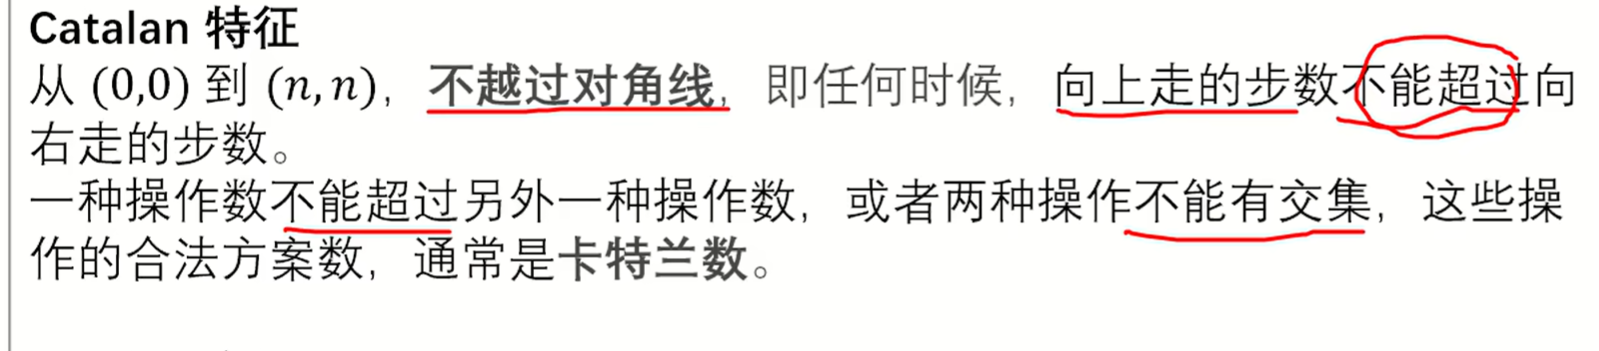 Catalan 特征
从 (0,0) 到 (n,n)，不越过对角线，即任何时候，向上走的步数不能超过向
右走的步数。
一种操作数不能超过另外一种操作数，或者两种操作不能有交集，这些操
作的合法方案数，通常是卡特兰数。